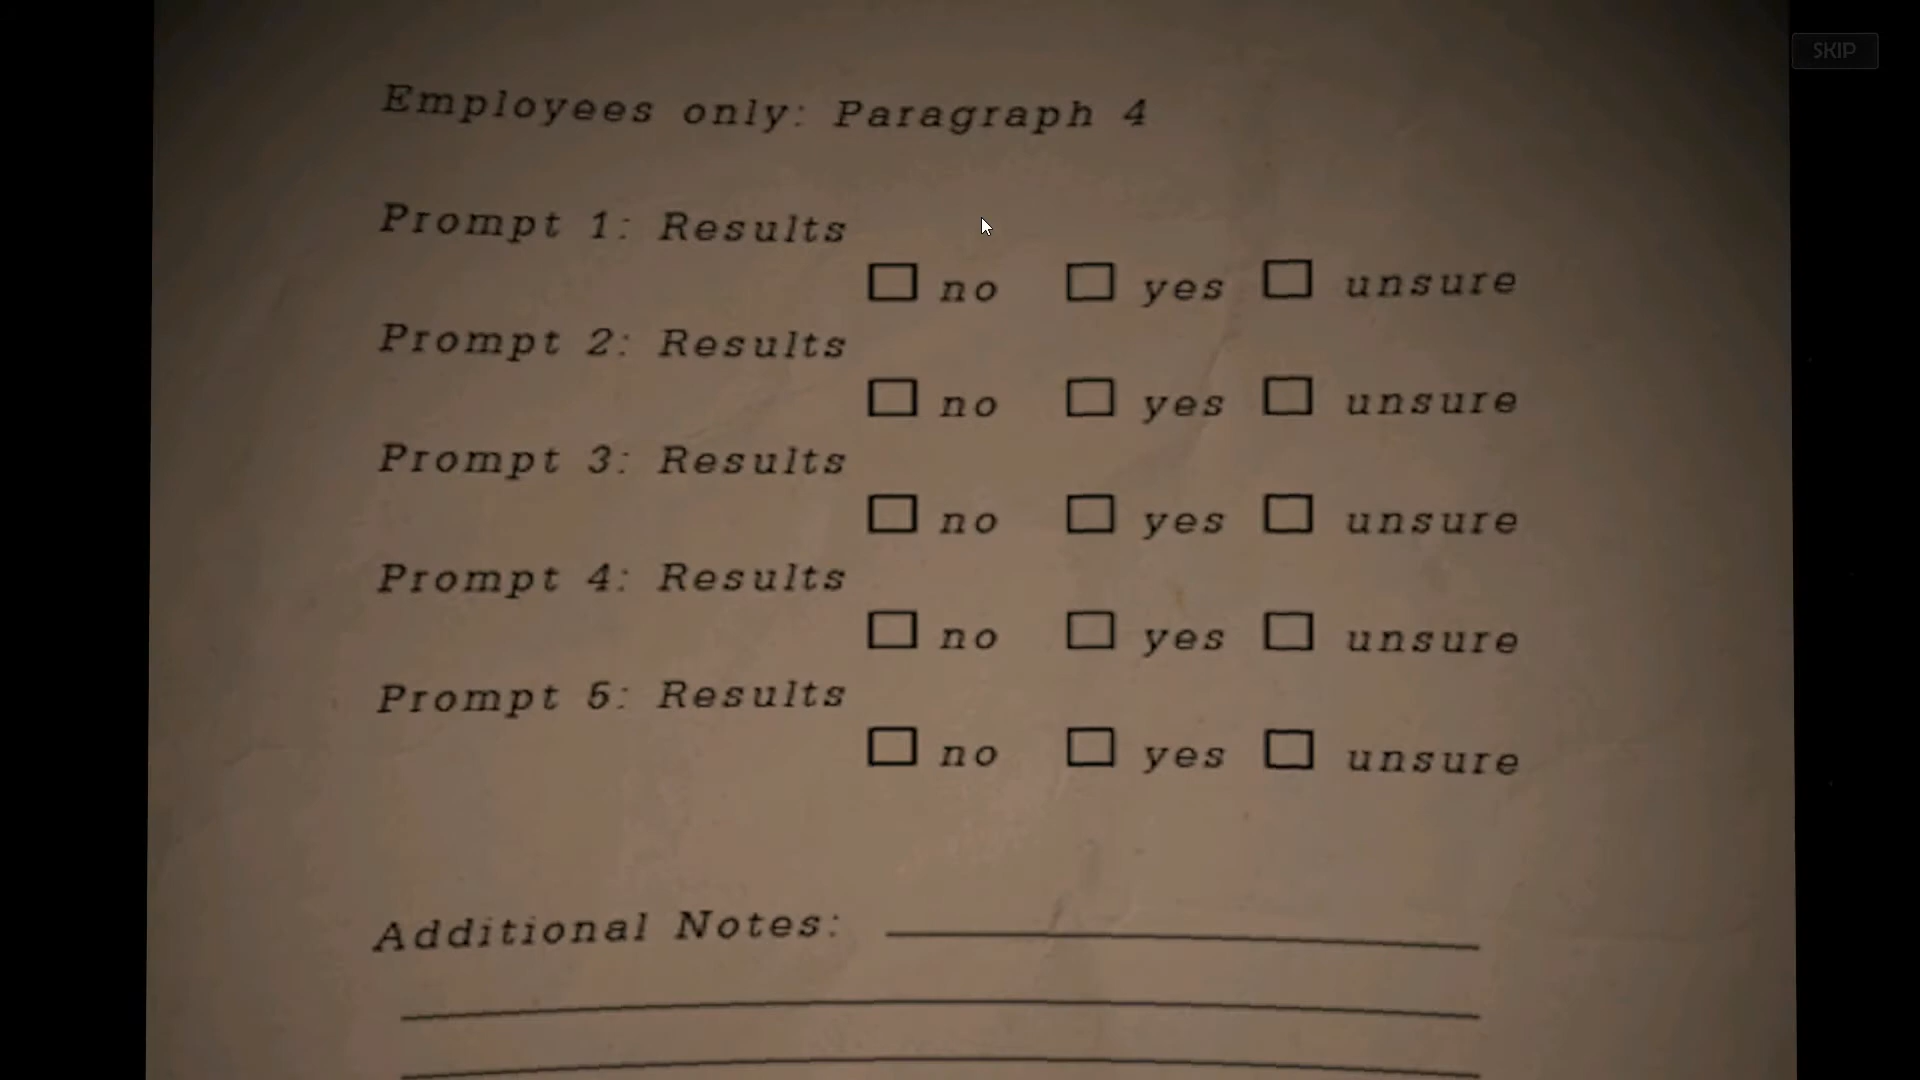 SKIP
Employees only: Paragraph 4
Prompt 1: Results
no yes unsure
Prompt 2: Results
no yes unsure
Prompt 3: Results
no yes unsure
Prompt 4: Results
no yes unsure
Prompt 5: Results
no yes unsure
Additional Notes: